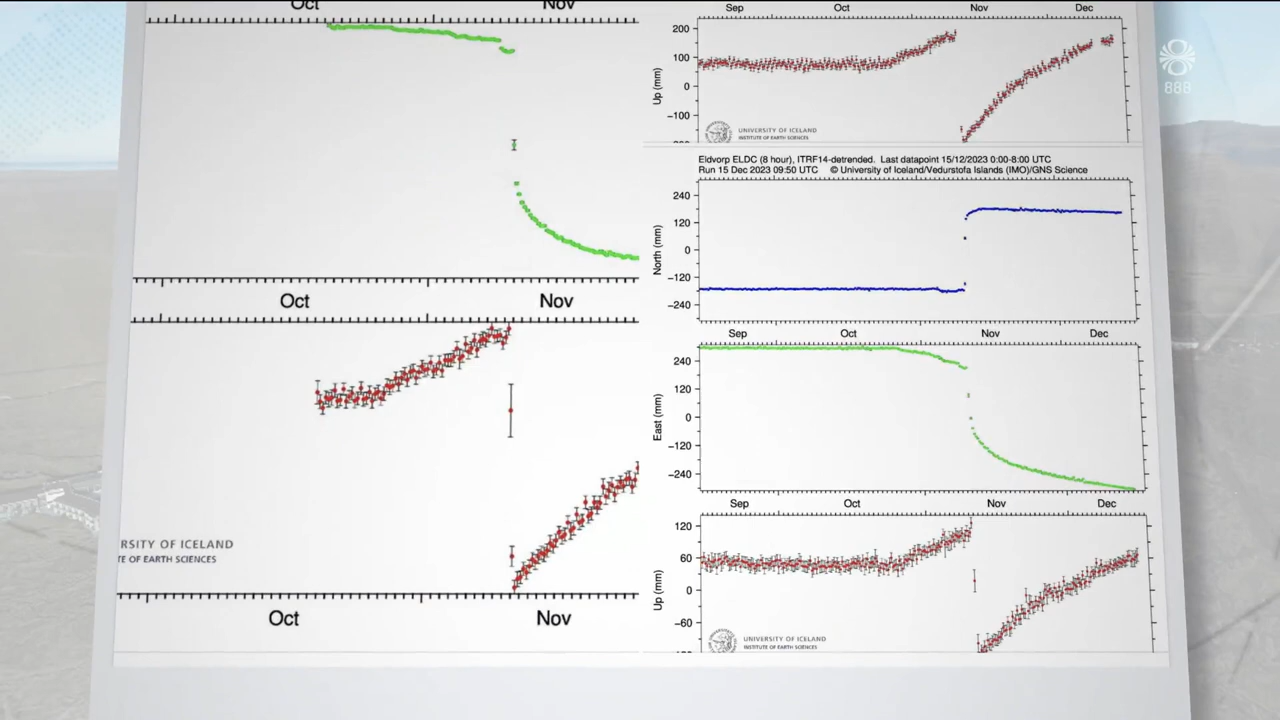 Oct
Nov
Oct
Nov
RSITY OF ICELAND
TE OF EARTH SCIENCES
Oct
Nov
Sep Oct Nov Dec
200
100
0
−100
Up (mm)
UNIVERSITY OF ICELAND
INSTITUTE OF EARTH SCIENCES
888
Eldvorp ELDC (8 hour), ITRF14-detrended. Last datapoint 15/12/2023 0:00-8:00 UTC
Run 15 Dec 2023 09:50 UTC © University of Iceland/Vedurstofa Islands (IMO)/GNS Science
240
120
0
−120
−240
North (mm)
Sep Oct Nov Dec
240
120
0
−120
−240
East (mm)
Sep Oct Nov Dec
120
60
0
−60
Up (mm)
UNIVERSITY OF ICELAND
INSTITUTE OF EARTH SCIENCES